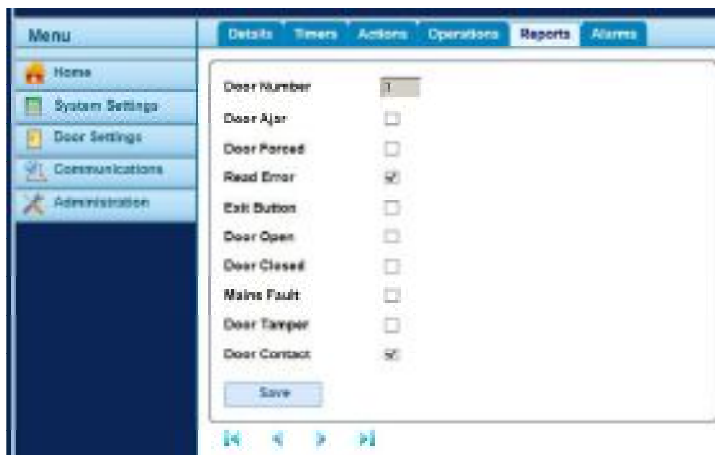 Menu
Details Timers Actions Operations Reports Alarms
Home
System Settings
Door Settings
Communications
Administration
Door Number
Door Ajar
Door Forced
Read Error
Exit Button
Door Open
Door Closed
Mains Fault
Door Tamper
Door Contact
Save